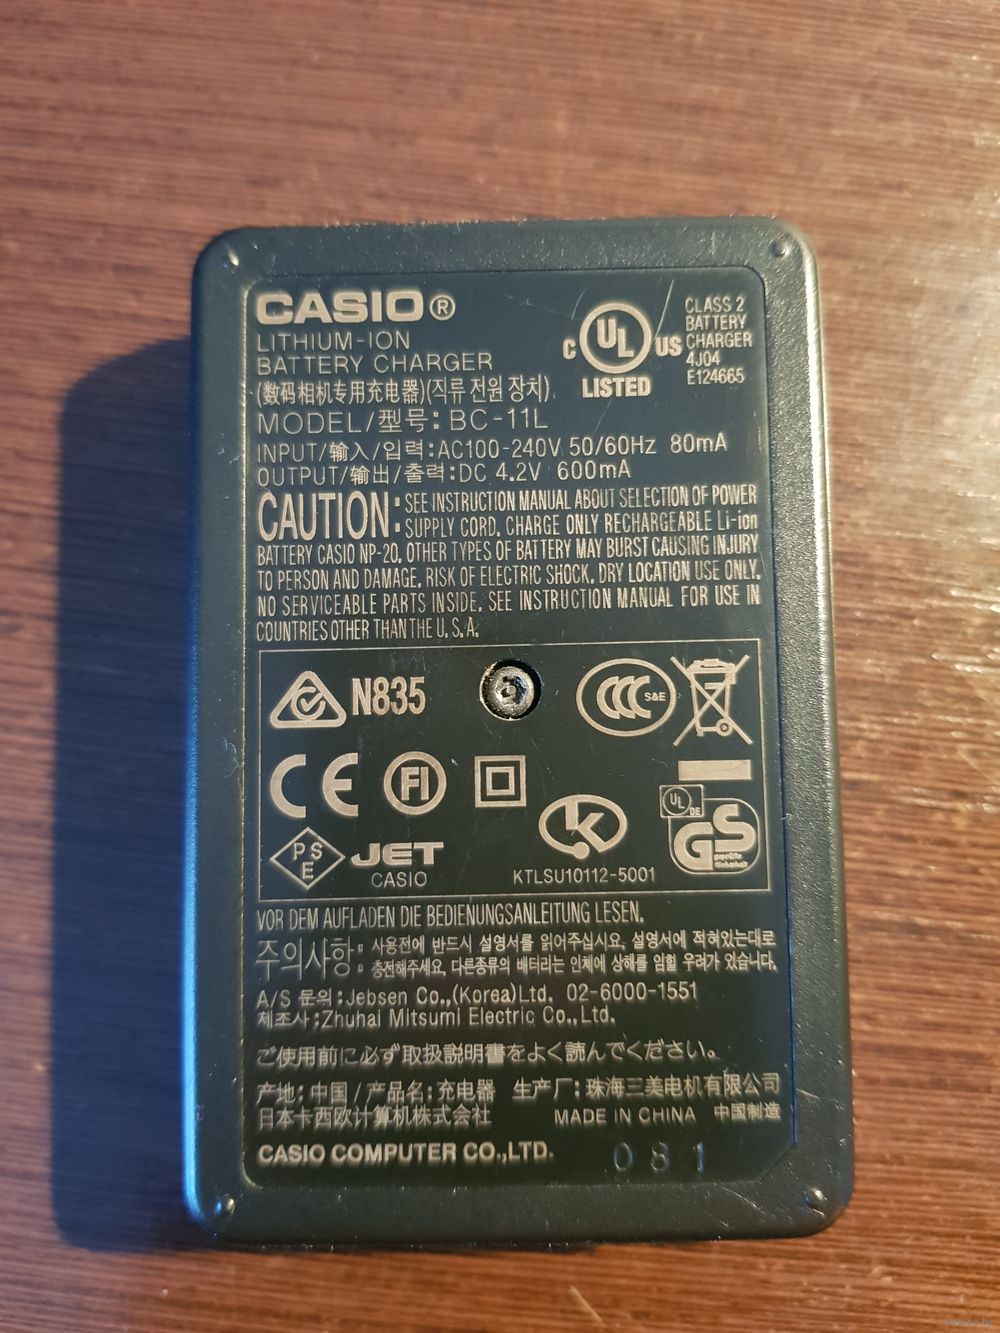 CASIO®
LITHIUM-ION
BATTERY CHARGER
(数码相机专用充电器)(직류 전원 장치)
MODEL/型号: BC-11L
C UL US
LISTED
CLASS 2
BATTERY
CHARGER
4J04
E124665
INPUT/输入/입력:AC100-240V 50/60Hz 80mA
OUTPUT/输出/출력:DC 4.2V 600mA
CAUTION: SEE INSTRUCTION MANUAL ABOUT SELECTION OF POWER
SUPPLY CORD. CHARGE ONLY RECHARGEABLE Li-ion
BATTERY CASIO NP-20. OTHER TYPES OF BATTERY MAY BURST CAUSING INJURY
TO PERSON AND DAMAGE. RISK OF ELECTRIC SHOCK. DRY LOCATION USE ONLY.
NO SERVICEABLE PARTS INSIDE. SEE INSTRUCTION MANUAL FOR USE IN
COUNTRIES OTHER THAN THE U.S.A.
N835
CCC S&E
CE FI
UL DE
GS
geprüfte
Sicherheit
PSE JET
CASIO
K
KTLSU10112-5001
VOR DEM AUFLADEN DIE BEDIENUNGSANLEITUNG LESEN.
주의사항: 사용전에 반드시 설명서를 읽어주십시요. 설명서에 적혀있는대로
충전해주세요. 다른종류의 배터리는 인체에 상해를 입힐 우려가 있습니다.
A/S 문의:Jebsen Co.,(Korea)Ltd. 02-6000-1551
제조사:Zhuhai Mitsumi Electric Co.,Ltd.
ご使用前に必ず取扱説明書をよく読んでください。
产地:中国/产品名:充电器 生产厂:珠海三美电机有限公司
日本卡西欧计算机株式会社 MADE IN CHINA 中国制造
CASIO COMPUTER CO.,LTD. 081